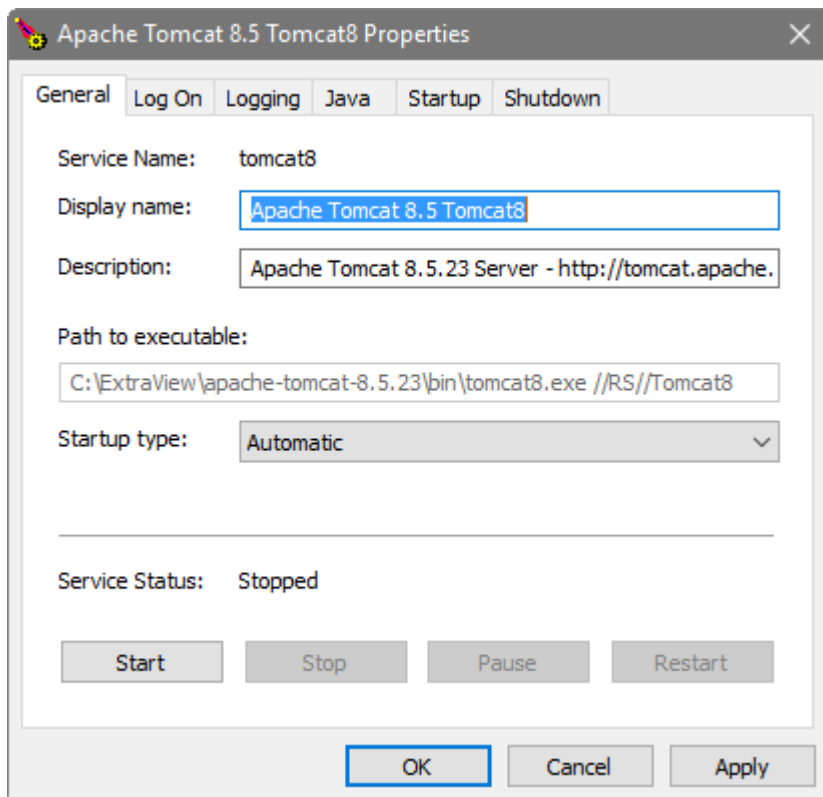 Apache Tomcat 8.5 Tomcat8 Properties
General Log On Logging Java Startup Shutdown
Service Name: tomcat8
Display name: Apache Tomcat 8.5 Tomcat8
Description: Apache Tomcat 8.5.23 Server - http://tomcat.apache.
Path to executable:
C:\ExtraView\apache-tomcat-8.5.23\bin\tomcat8.exe //RS//Tomcat8
Startup type: Automatic
Service Status: Stopped
Start Stop Pause Restart
OK Cancel Apply